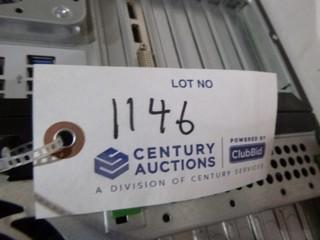 LOT NO
1146
CENTURY AUCTIONS
POWERED BY
ClubBid
A DIVISION OF CENTURY SERVICES